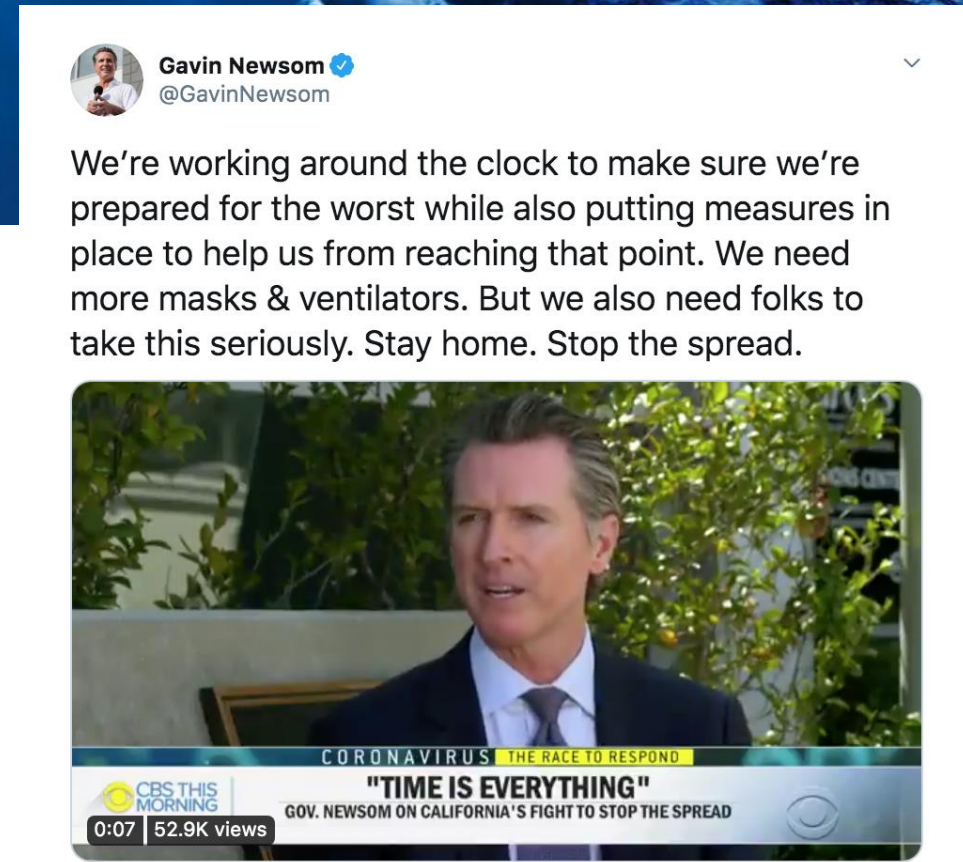 Gavin Newsom
@GavinNewsom
We’re working around the clock to make sure we’re
prepared for the worst while also putting measures in
place to help us from reaching that point. We need
more masks & ventilators. But we also need folks to
take this seriously. Stay home. Stop the spread.
CORONAVIRUS THE RACE TO RESPOND
CBS THIS
MORNING
"TIME IS EVERYTHING"
GOV. NEWSOM ON CALIFORNIA'S FIGHT TO STOP THE SPREAD
0:07 52.9K views